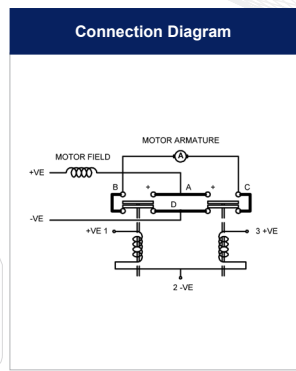 Connection Diagram
MOTOR ARMATURE
A
MOTOR FIELD
+VE
B + A + C
D
-VE
+VE 1
3 +VE
2 -VE